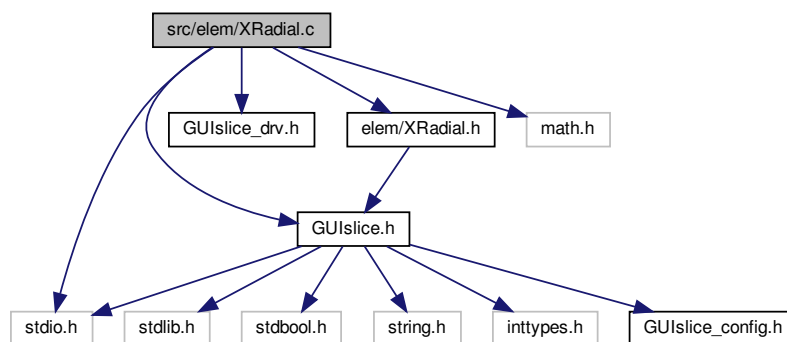 src/elem/XRadial.c
GUIslice_drv.h
elem/XRadial.h
math.h
GUIslice.h
stdio.h
stdlib.h
stdbool.h
string.h
inttypes.h
GUIslice_config.h